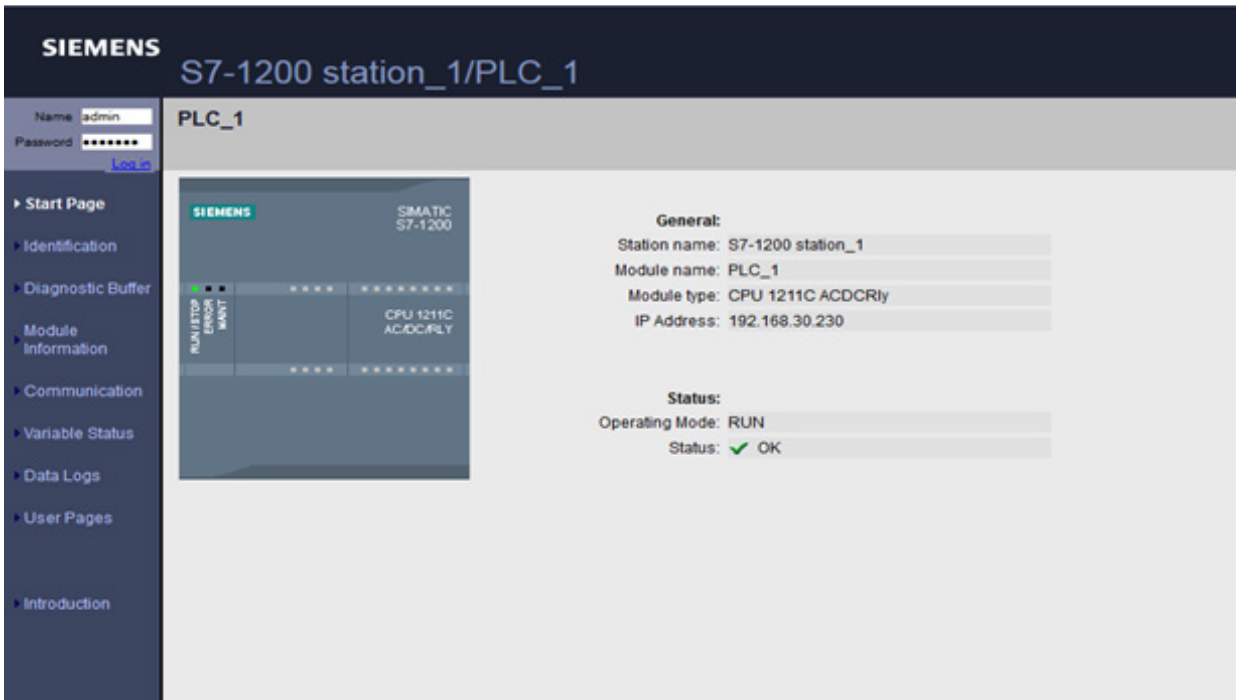 SIEMENS
S7-1200 station_1/PLC_1
Name admin
Password •••••••
Log in
PLC_1
Start Page
Identification
Diagnostic Buffer
Module
Information
Communication
Variable Status
Data Logs
User Pages
Introduction
SIEMENS
SIMATIC
S7-1200
RUN / STOP
ERROR
MAINT
CPU 1211C
AC/DC/RLY
General:
Station name: S7-1200 station_1
Module name: PLC_1
Module type: CPU 1211C ACDCRly
IP Address: 192.168.30.230
Status:
Operating Mode: RUN
Status: OK